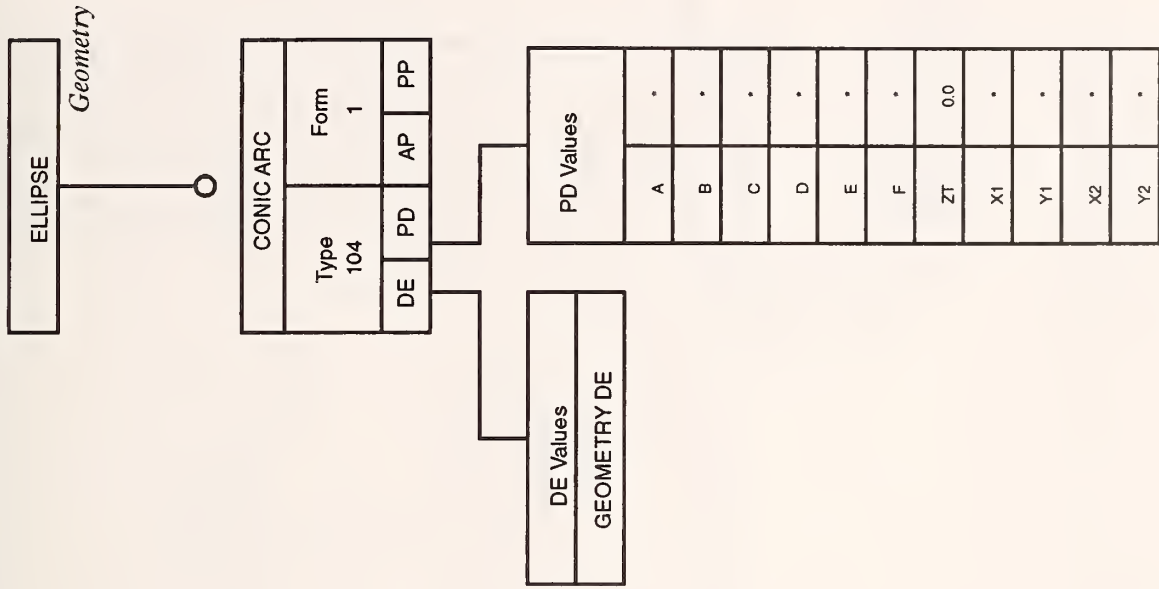 ELLIPSE
Geometry
CONIC ARC
Type Form
104 1
DE PD AP PP
DE Values
GEOMETRY DE
PD Values
A *
B *
C *
D *
E *
F *
ZT 0.0
X1 *
Y1 *
X2 *
Y2 *